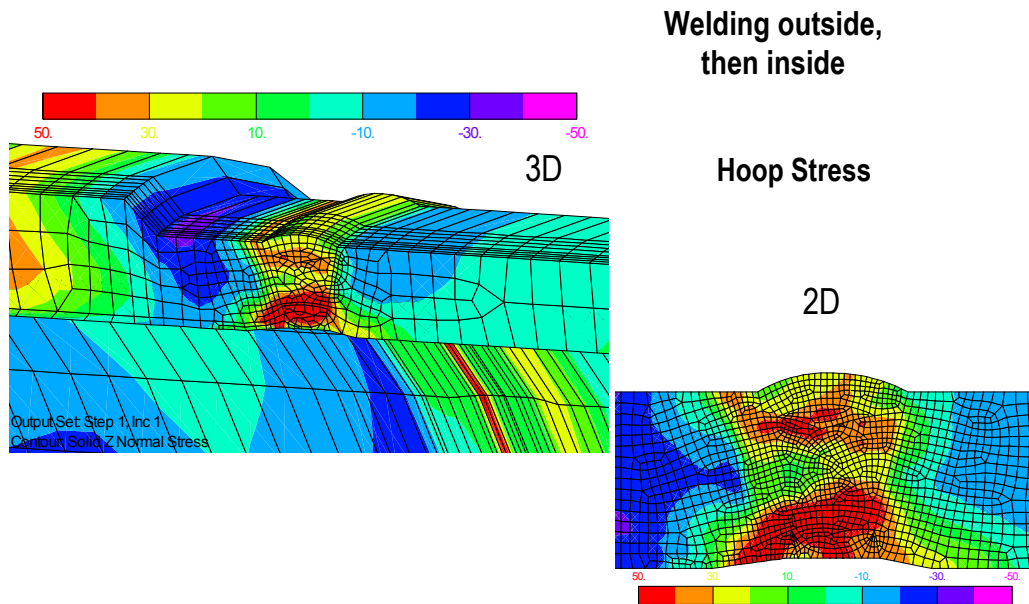 Welding outside,
then inside
50. 30. 10. -10. -30. -50.
3D
Hoop Stress
2D
Output Set: Step 1, Inc 1
Contour: Solid Z Normal Stress
50. 30. 10. -10. -30. -50.